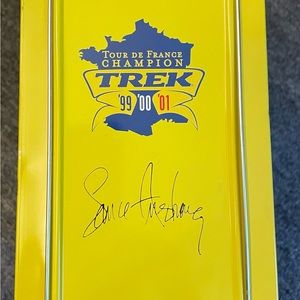 TOUR DE FRANCE
CHAMPION
TREK
'99 '00 '01
Lance Armstrong